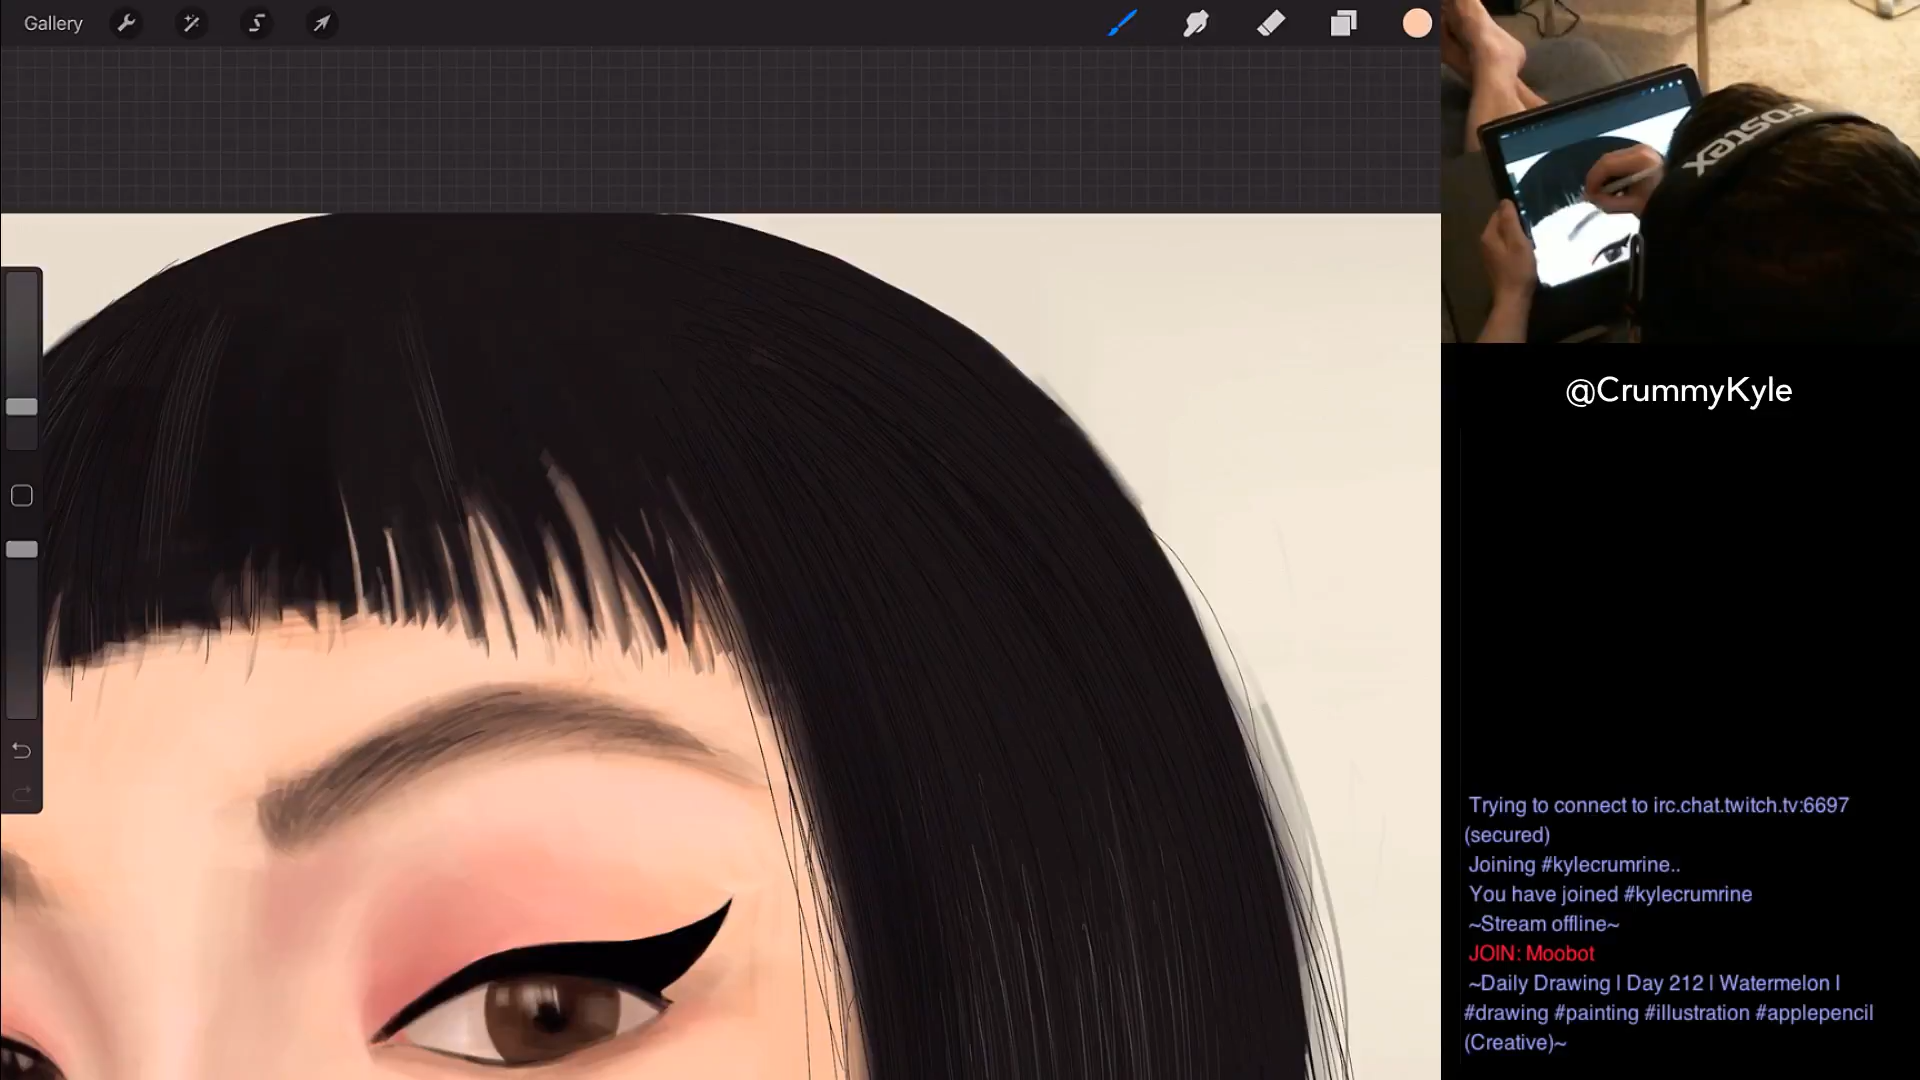 Gallery
FOSTEX
@CrummyKyle
Trying to connect to irc.chat.twitch.tv:6697
(secured)
Joining #kylecrumrine..
You have joined #kylecrumrine
~Stream offline~
JOIN: Moobot
~Daily Drawing | Day 212 | Watermelon |
#drawing #painting #illustration #applepencil
(Creative)~